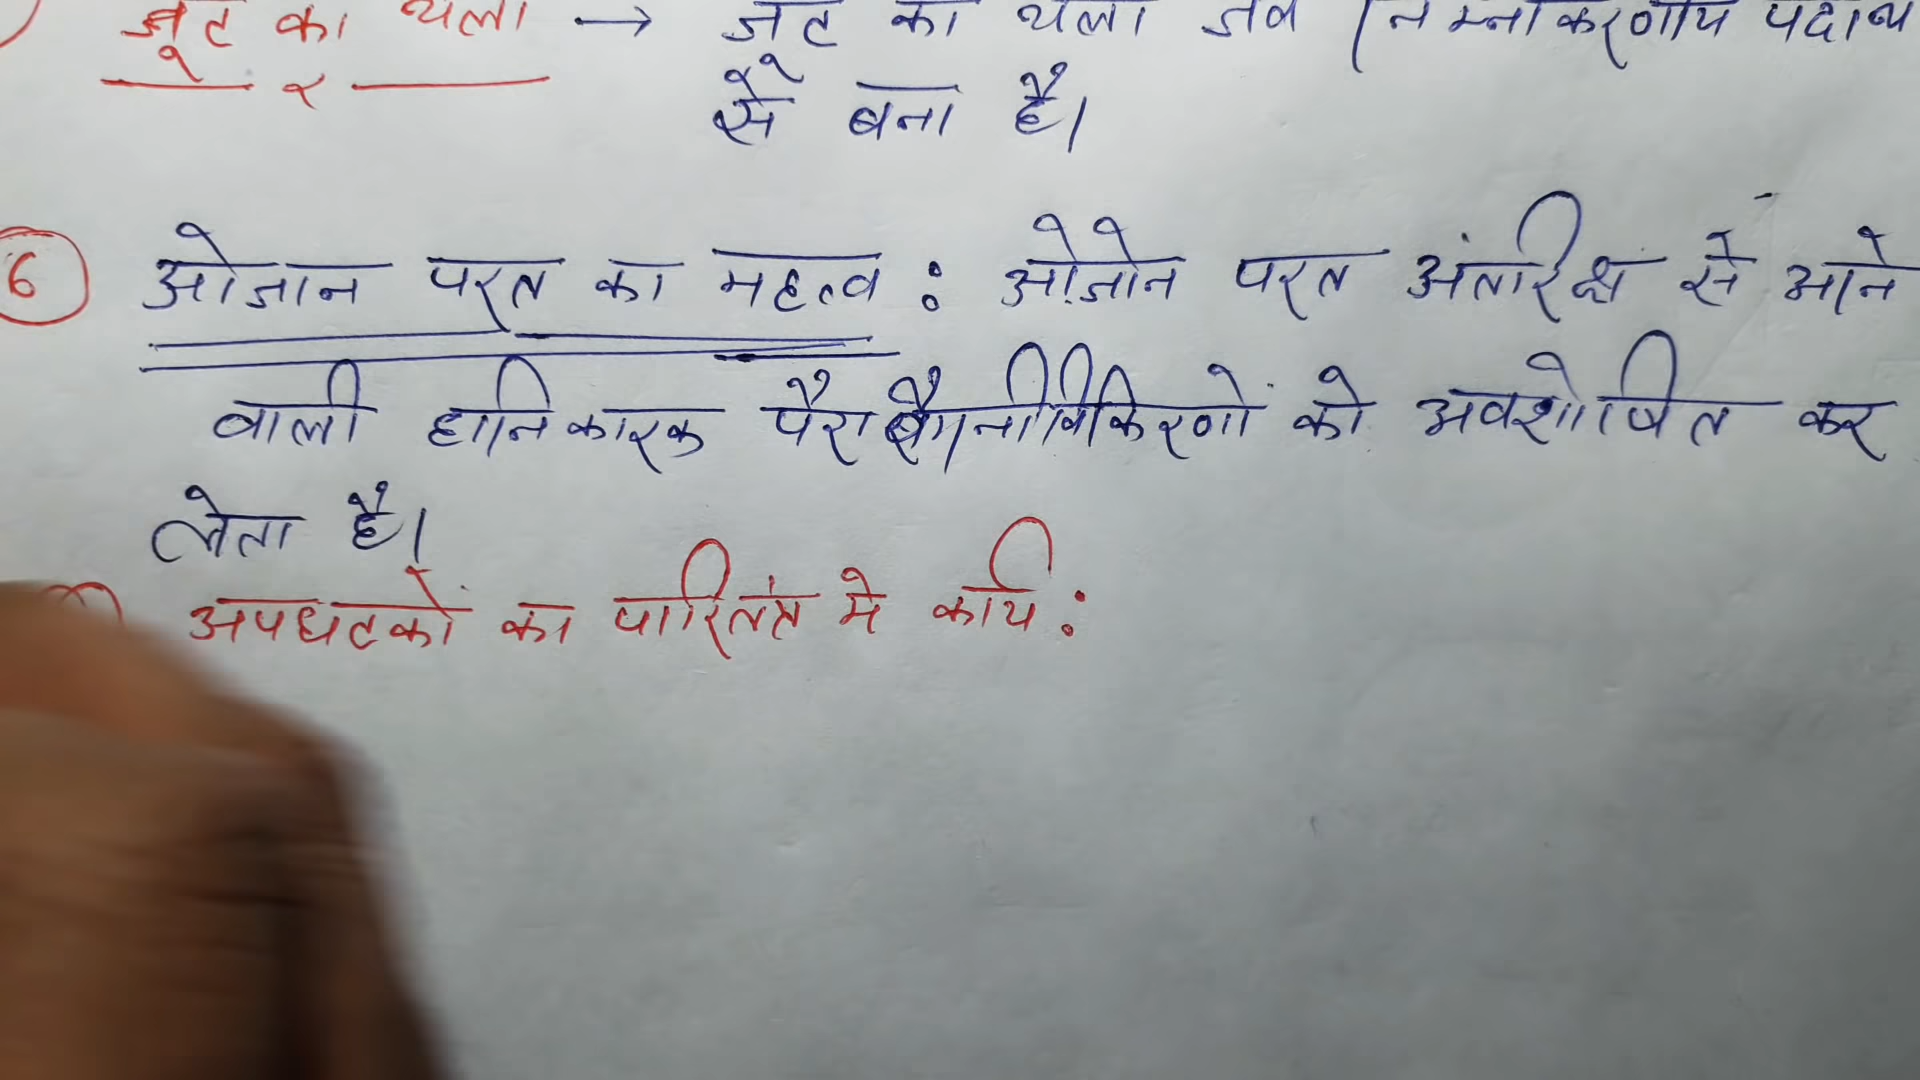 जूट का थैला → जूट का थैला जैव निम्नीकरणीय पदार्थ
से बना है।
6 ओजोन परत का महत्व : ओजोन परत अंतरिक्ष से आने
वाली हानिकारक पैराबैगनी विकिरणों को अवशोषित कर
लेता है।
अपघटकों का पारितंत्र मे कार्य :